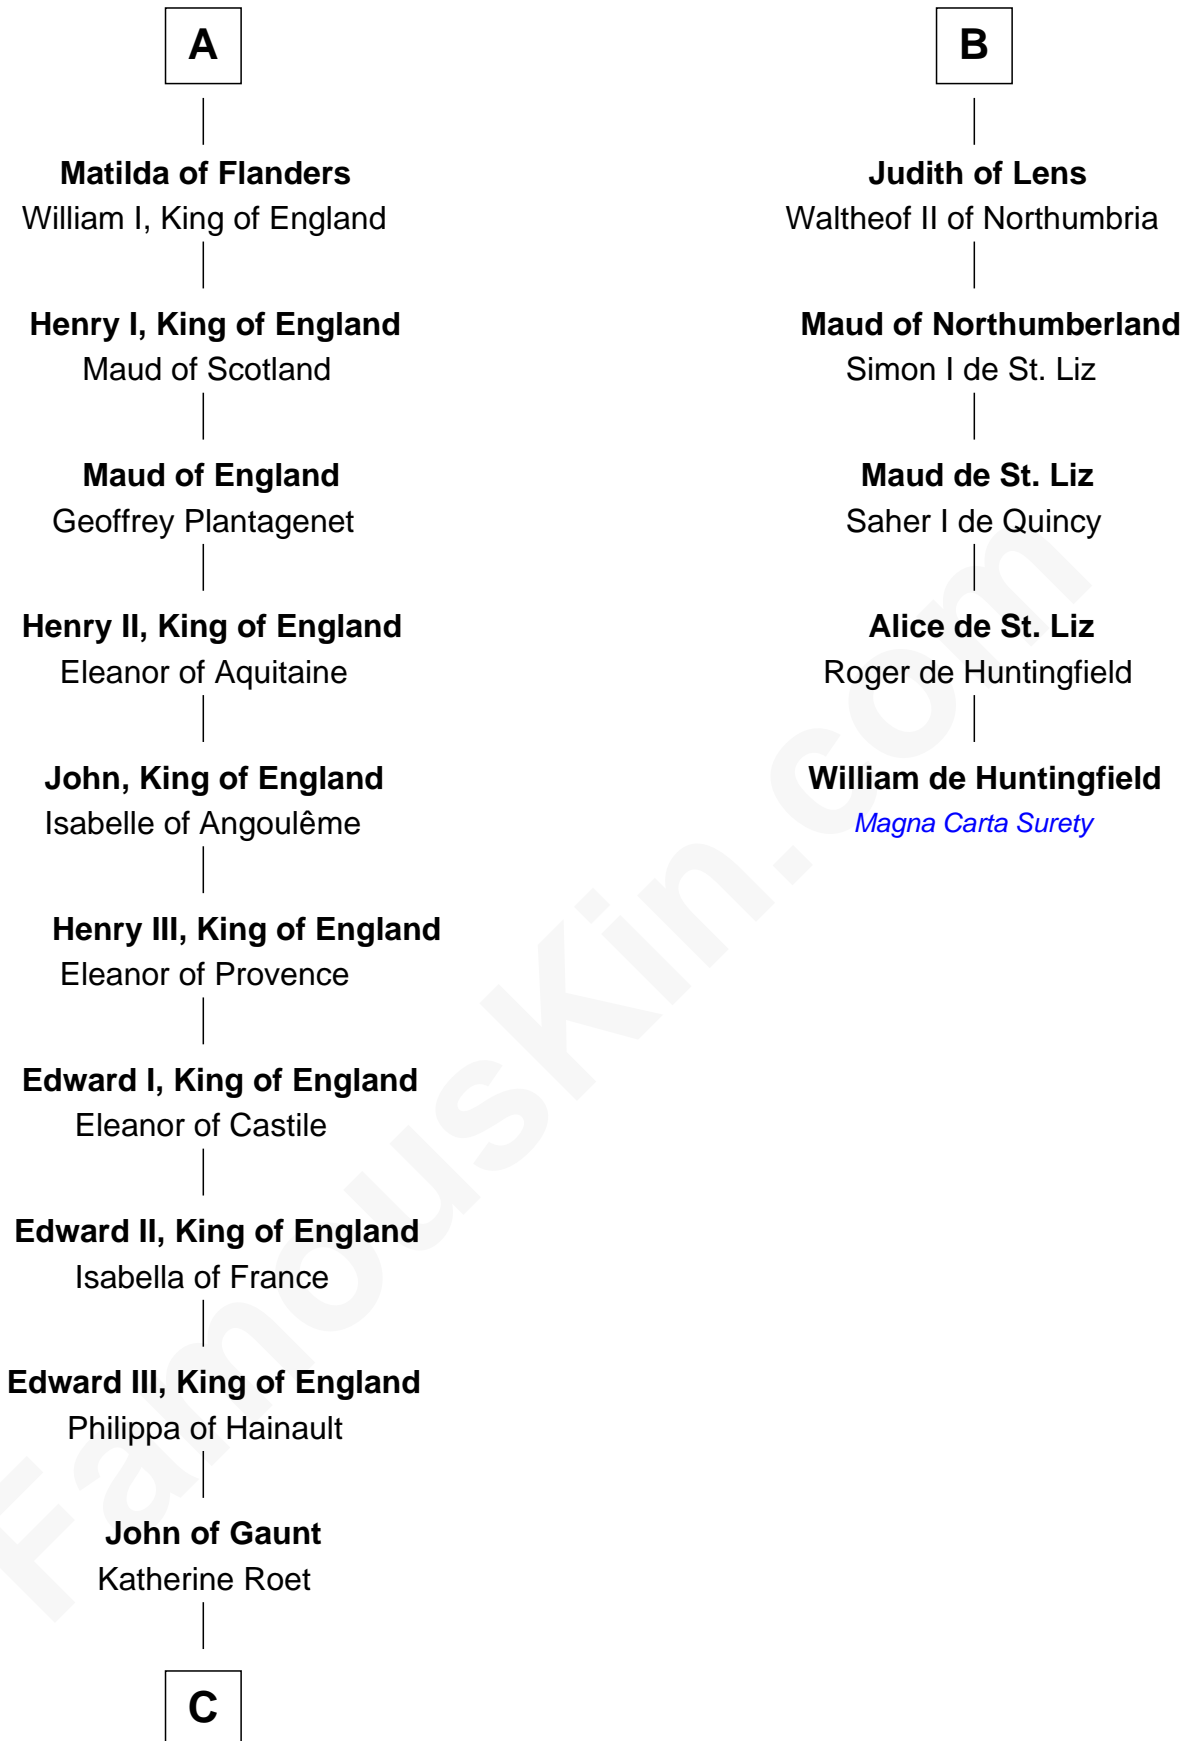 A
Matilda of Flanders
William I, King of England
Henry I, King of England
Maud of Scotland
Maud of England
Geoffrey Plantagenet
Henry II, King of England
Eleanor of Aquitaine
John, King of England
Isabelle of Angoulême
Henry III, King of England
Eleanor of Provence
Edward I, King of England
Eleanor of Castile
Edward II, King of England
Isabella of France
Edward III, King of England
Philippa of Hainault
John of Gaunt
Katherine Roet
C
B
Judith of Lens
Waltheof II of Northumbria
Maud of Northumberland
Simon I de St. Liz
Maud de St. Liz
Saher I de Quincy
Alice de St. Liz
Roger de Huntingfield
William de Huntingfield
Magna Carta Surety
FamousKin.com